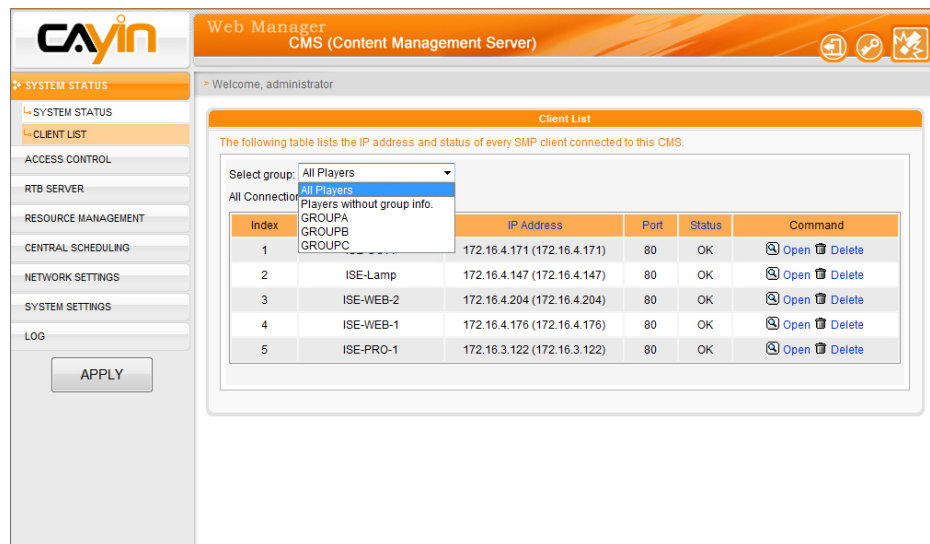 CAYIN
Web Manager
CMS (Content Management Server)
SYSTEM STATUS
> Welcome, administrator
SYSTEM STATUS
CLIENT LIST
ACCESS CONTROL
RTB SERVER
RESOURCE MANAGEMENT
CENTRAL SCHEDULING
NETWORK SETTINGS
SYSTEM SETTINGS
LOG
APPLY
Client List
The following table lists the IP address and status of every SMP client connected to this CMS.
Select group: All Players
All Players
Players without group info.
GROUPA
GROUPB
GROUPC
All Connection
Index IP Address Port Status Command
1 172.16.4.171 (172.16.4.171) 80 OK Open Delete
2 ISE-Lamp 172.16.4.147 (172.16.4.147) 80 OK Open Delete
3 ISE-WEB-2 172.16.4.204 (172.16.4.204) 80 OK Open Delete
4 ISE-WEB-1 172.16.4.176 (172.16.4.176) 80 OK Open Delete
5 ISE-PRO-1 172.16.3.122 (172.16.3.122) 80 OK Open Delete